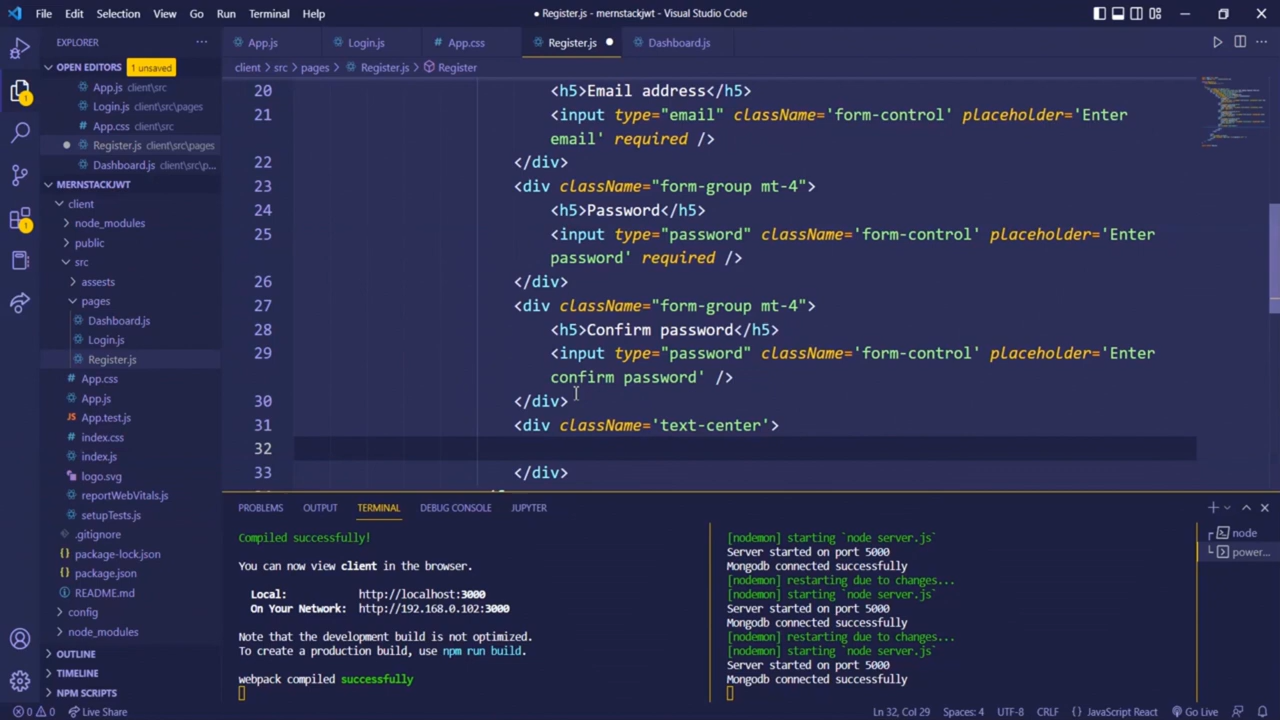 File Edit Selection View Go Run Terminal Help
● Register.js - mernstackjwt - Visual Studio Code
EXPLORER
OPEN EDITORS 1 unsaved
App.js client\src
Login.js client\src\pages
App.css client\src
Register.js client\src\pages
Dashboard.js client\src\p...
MERNSTACKJWT
client
node_modules
public
src
assests
pages
Dashboard.js
Login.js
Register.js
App.css
App.js
App.test.js
index.css
index.js
logo.svg
reportWebVitals.js
setupTests.js
.gitignore
package-lock.json
package.json
README.md
config
node_modules
OUTLINE
TIMELINE
NPM SCRIPTS
App.js Login.js App.css Register.js Dashboard.js
client > src > pages > Register.js > Register
20 <h5>Email address</h5>
21 <input type="email" className='form-control' placeholder='Enter
email' required />
22 </div>
23 <div className="form-group mt-4">
24 <h5>Password</h5>
25 <input type="password" className='form-control' placeholder='Enter
password' required />
26 </div>
27 <div className="form-group mt-4">
28 <h5>Confirm password</h5>
29 <input type="password" className='form-control' placeholder='Enter
confirm password' />
30 </div>
31 <div className='text-center'>
32
33 </div>
PROBLEMS OUTPUT TERMINAL DEBUG CONSOLE JUPYTER
Compiled successfully!
You can now view client in the browser.
Local: http://localhost:3000
On Your Network: http://192.168.0.102:3000
Note that the development build is not optimized.
To create a production build, use npm run build.
webpack compiled successfully
[nodemon] starting `node server.js`
Server started on port 5000
Mongodb connected successfully
[nodemon] restarting due to changes...
[nodemon] starting `node server.js`
Server started on port 5000
Mongodb connected successfully
[nodemon] restarting due to changes...
[nodemon] starting `node server.js`
Server started on port 5000
Mongodb connected successfully
node
power...
0 0 Live Share
Ln 32, Col 29 Spaces: 4 UTF-8 CRLF {} JavaScript React Go Live